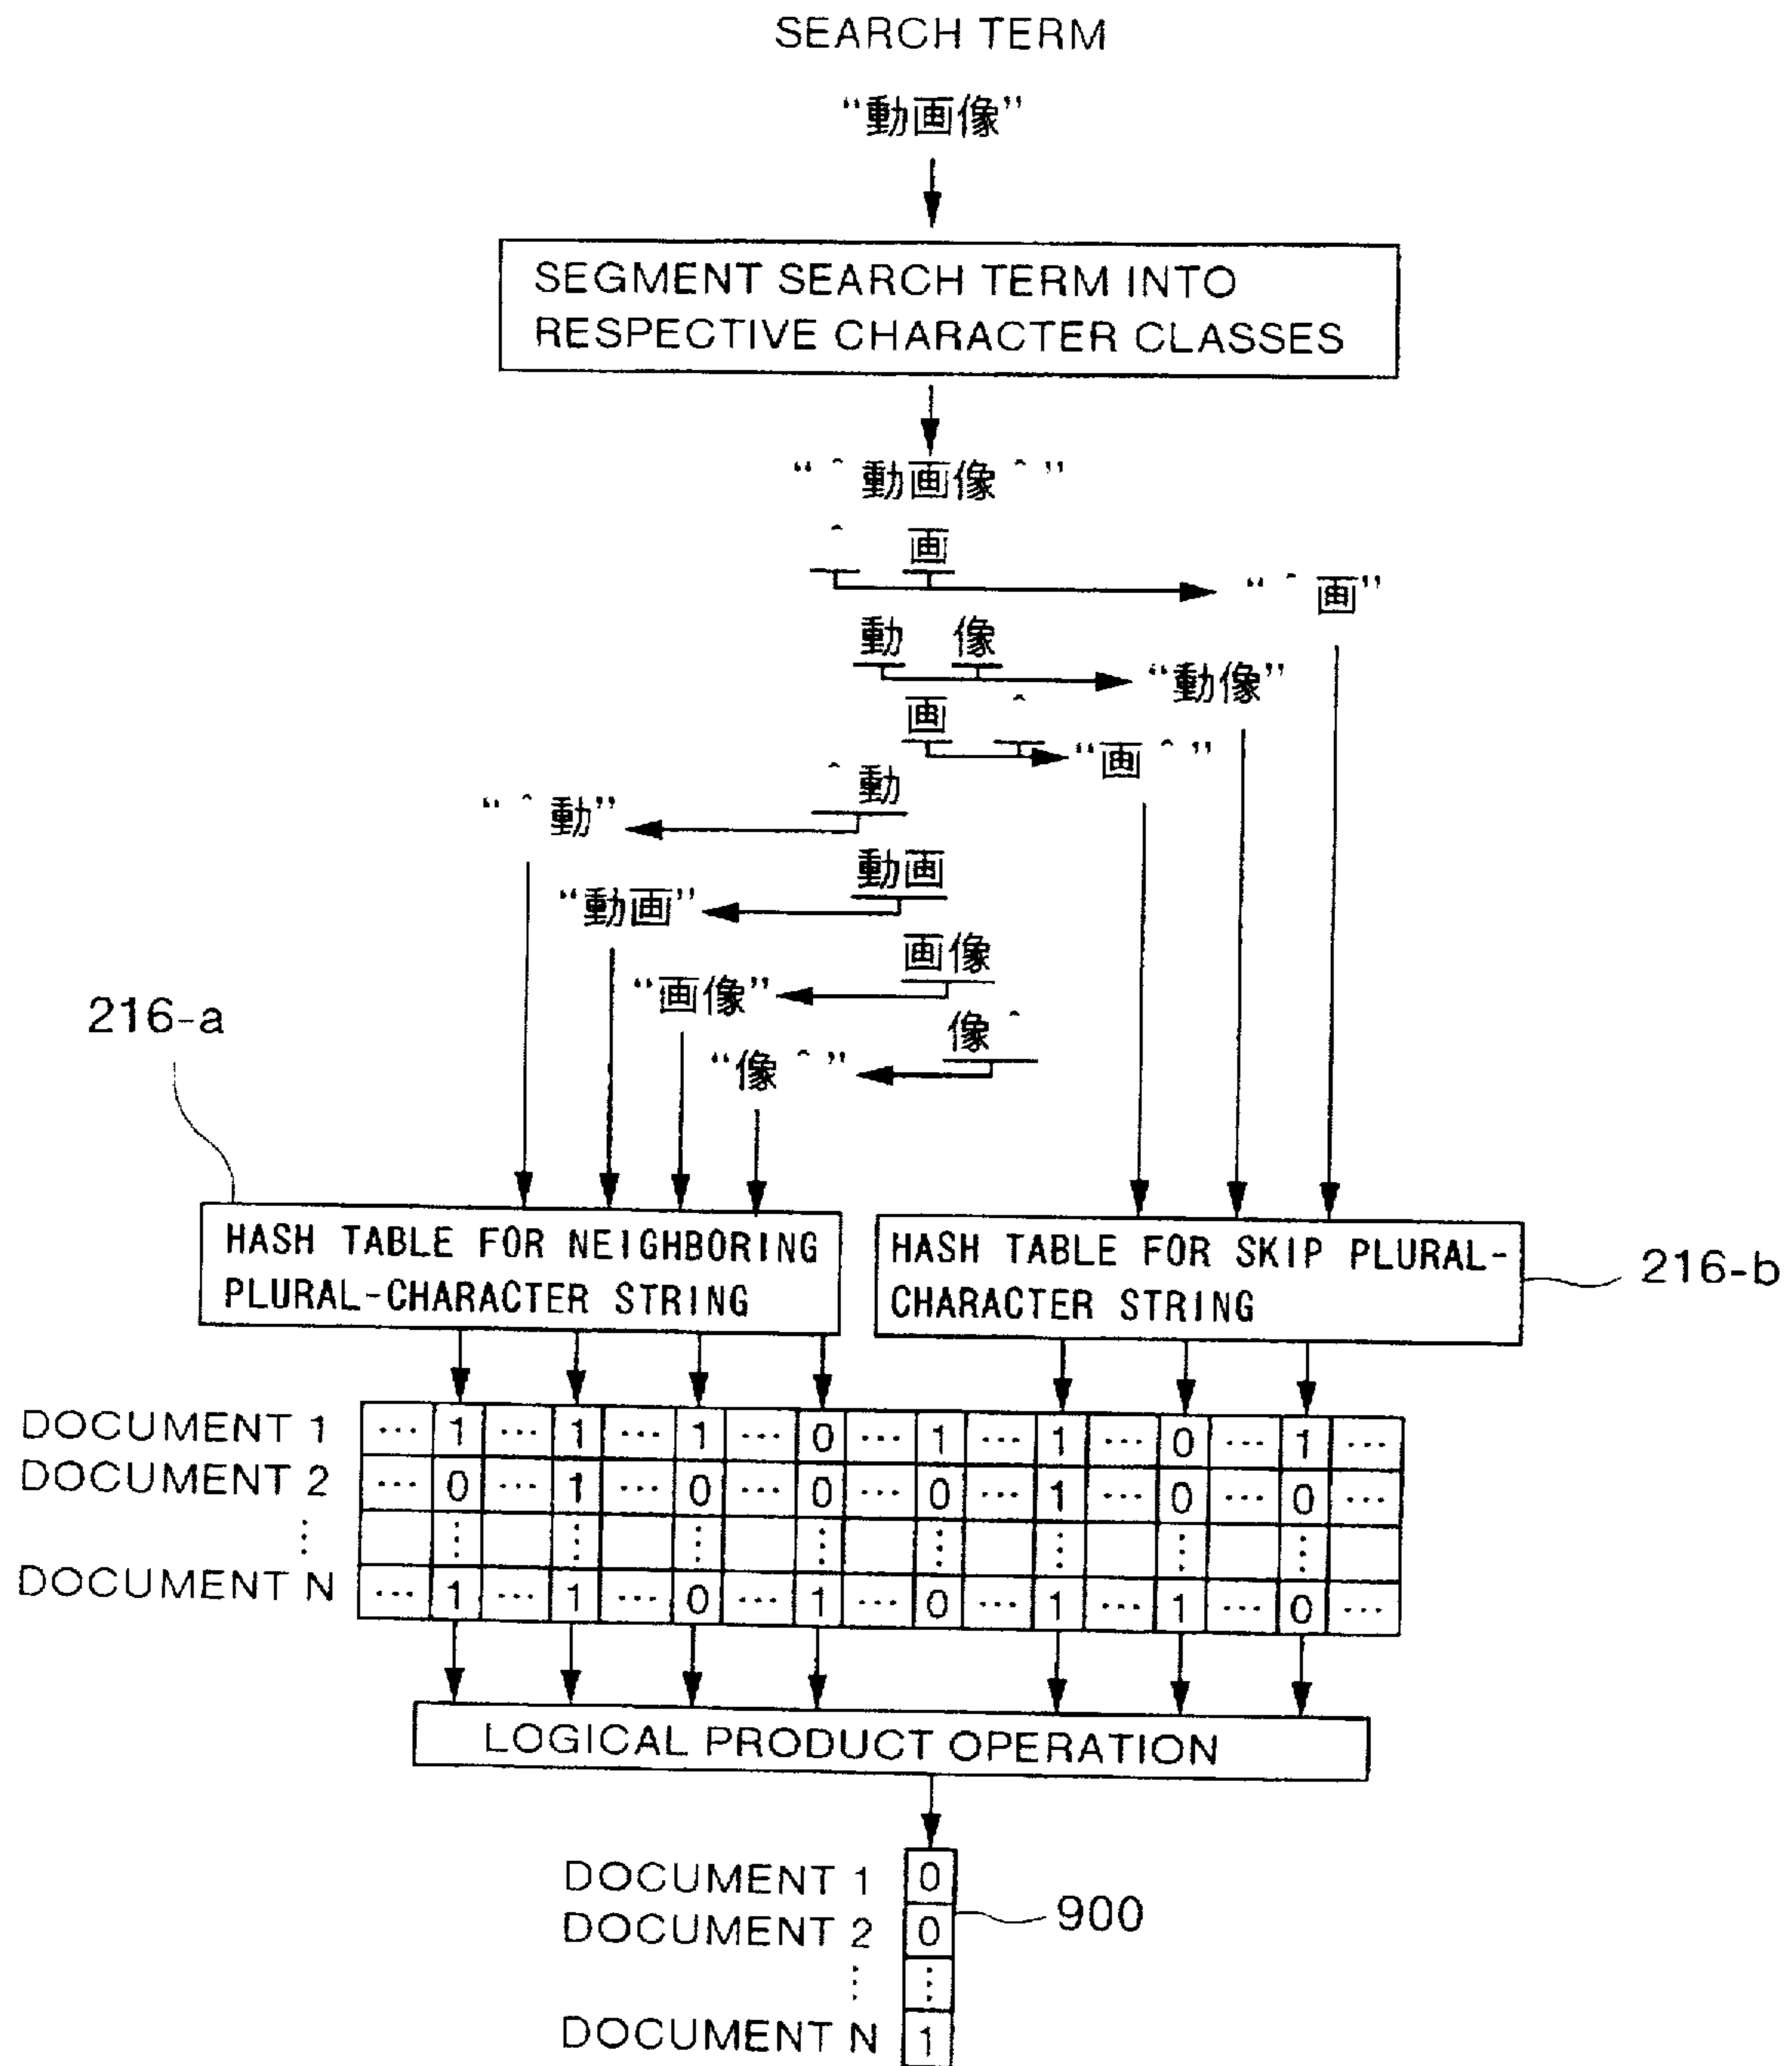 SEARCH TERM
“動画像”
SEGMENT SEARCH TERM INTO
RESPECTIVE CHARACTER CLASSES
“＾動画像＾”
＾ 画
“＾画”
動 像
“動像”
画 ＾
“画＾”
＾動
“＾動”
動画
“動画”
画像
“画像”
像＾
“像＾”
216-a
HASH TABLE FOR NEIGHBORING
PLURAL-CHARACTER STRING
HASH TABLE FOR SKIP PLURAL-
CHARACTER STRING
216-b
DOCUMENT 1 ... 1 ... 1 ... 1 ... 0 ... 1 ... 1 ... 0 ... 1 ...
DOCUMENT 2 ... 0 ... 1 ... 0 ... 0 ... 0 ... 1 ... 0 ... 0 ...
⋮ ⋮ ⋮ ⋮ ⋮ ⋮ ⋮ ⋮ ⋮
DOCUMENT N ... 1 ... 1 ... 0 ... 1 ... 0 ... 1 ... 1 ... 0 ...
LOGICAL PRODUCT OPERATION
DOCUMENT 1 0
900
DOCUMENT 2 0
⋮ ⋮
DOCUMENT N 1